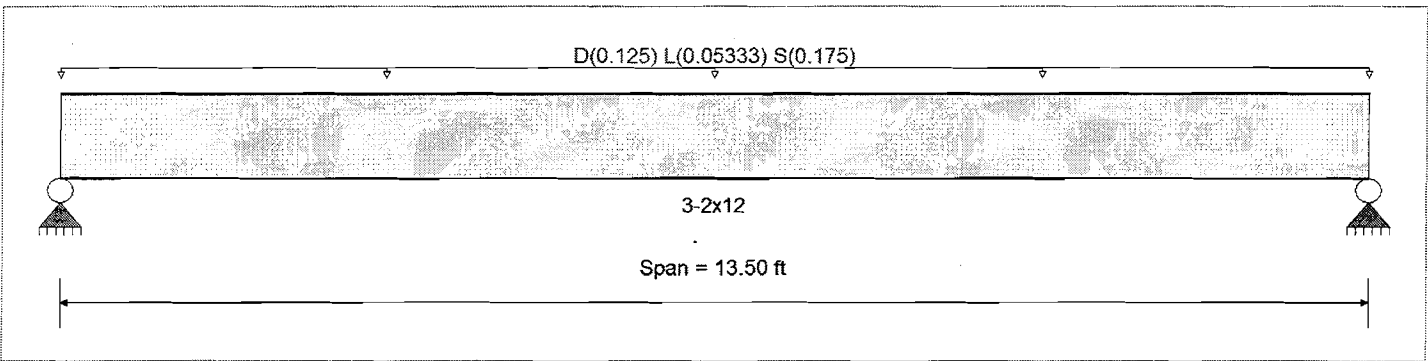 D(0.125) L(0.05333) S(0.175)
3-2x12
Span = 13.50 ft